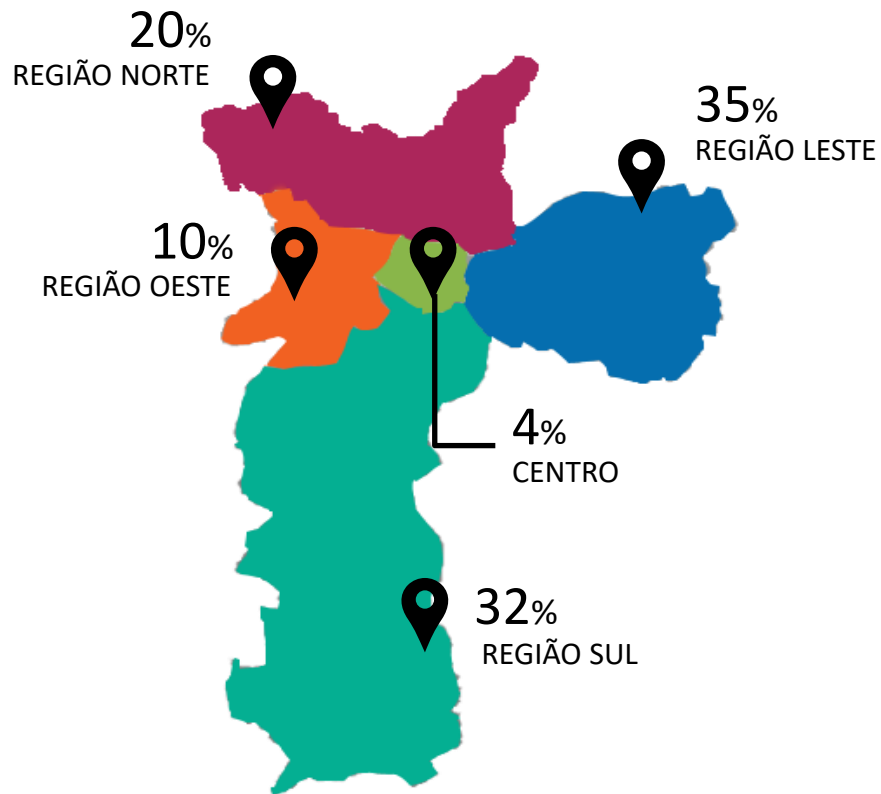 20%
REGIÃO NORTE
35%
REGIÃO LESTE
10%
REGIÃO OESTE
4%
CENTRO
32%
REGIÃO SUL